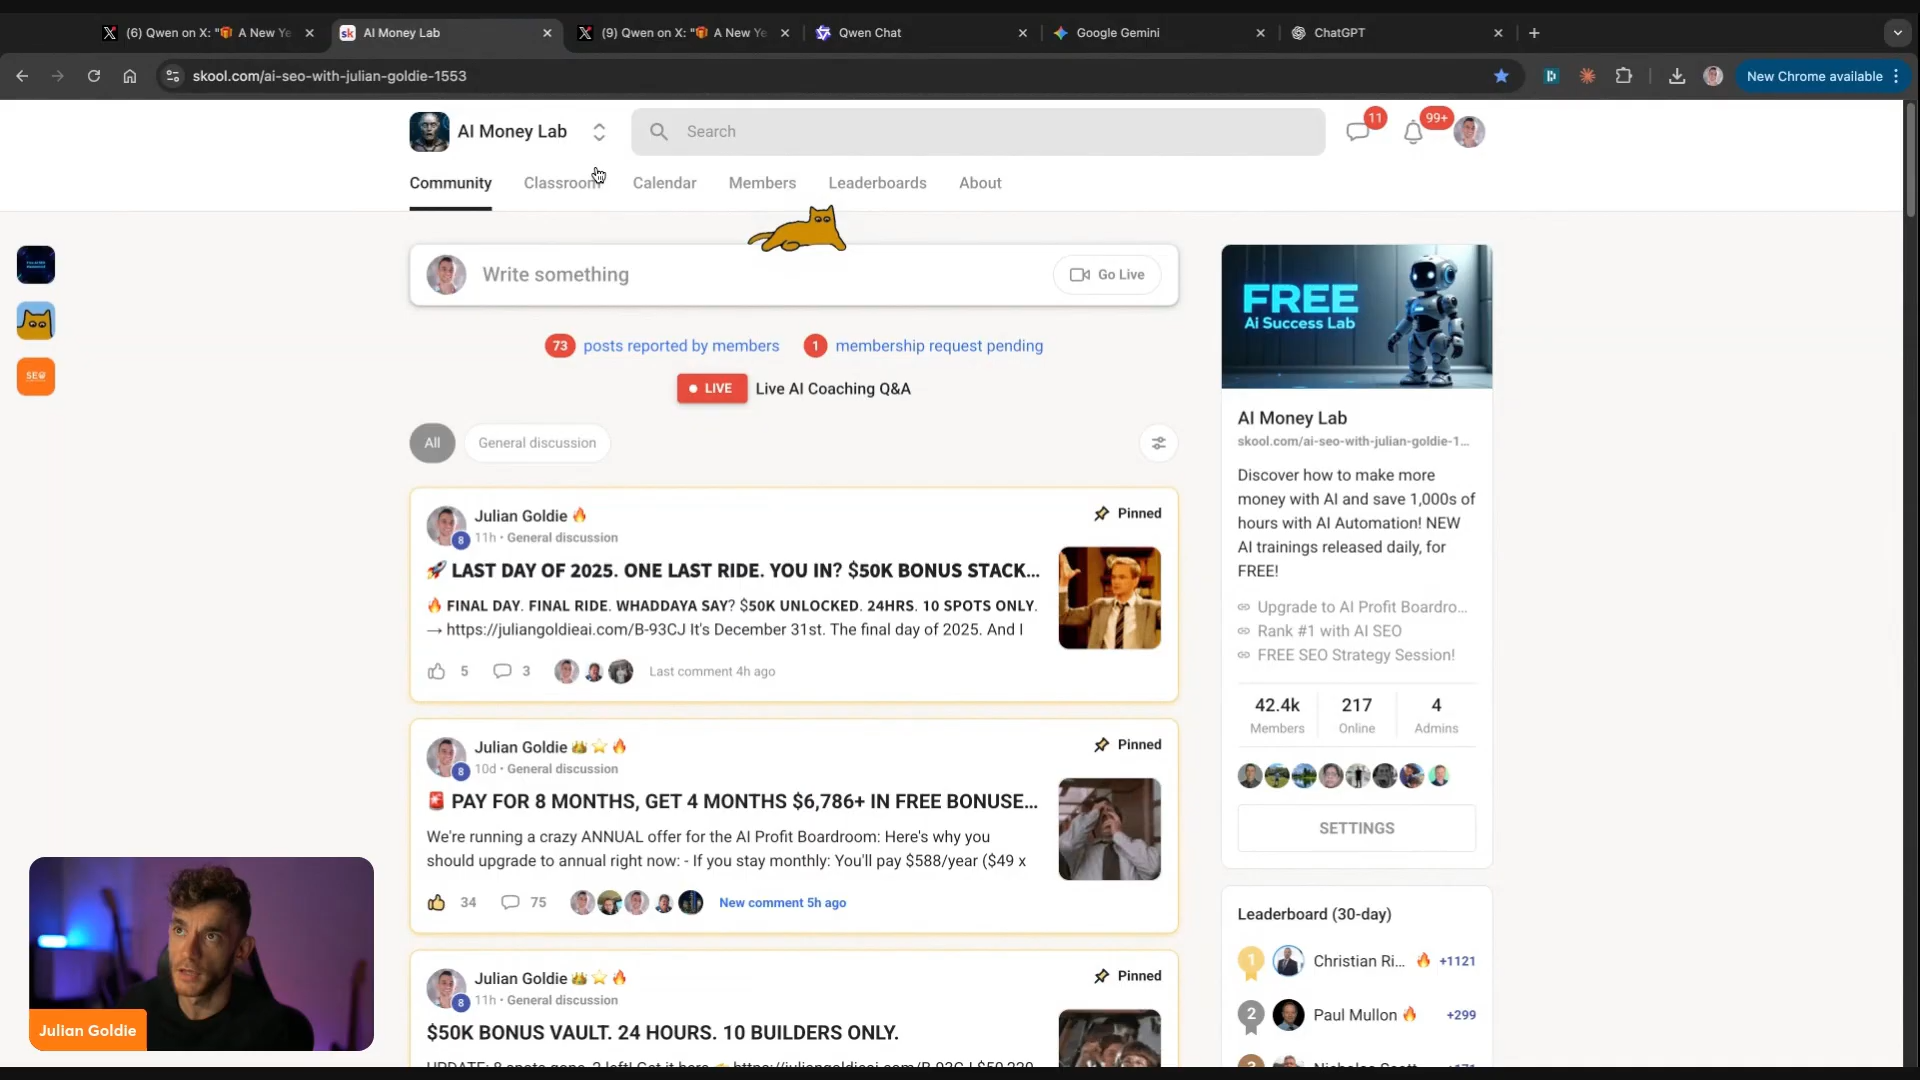 (6) Qwen on X: "🎁 A New Ye
AI Money Lab
(9) Qwen on X: "🎁 A New Ye
Qwen Chat
Google Gemini
ChatGPT
skool.com/ai-seo-with-julian-goldie-1553
New Chrome available
AI Money Lab
Search
11
99+
Community
Classroom
Calendar
Members
Leaderboards
About
Write something
Go Live
73 posts reported by members
1 membership request pending
LIVE Live AI Coaching Q&A
All
General discussion
Julian Goldie 🔥
Pinned
8
11h • General discussion
🚀 LAST DAY OF 2025. ONE LAST RIDE. YOU IN? $50K BONUS STACK...
🔥 FINAL DAY. FINAL RIDE. WHADDAYA SAY? $50K UNLOCKED. 24HRS. 10 SPOTS ONLY.
→ https://juliangoldieai.com/B-93CJ It's December 31st. The final day of 2025. And I
5
3
Last comment 4h ago
Julian Goldie 👑⭐🔥
Pinned
8
10d • General discussion
🚨 PAY FOR 8 MONTHS, GET 4 MONTHS $6,786+ IN FREE BONUSE...
We're running a crazy ANNUAL offer for the AI Profit Boardroom: Here's why you
should upgrade to annual right now: - If you stay monthly: You'll pay $588/year ($49 x
34
75
New comment 5h ago
Julian Goldie 👑⭐🔥
Pinned
8
11h • General discussion
$50K BONUS VAULT. 24 HOURS. 10 BUILDERS ONLY.
FREE
Ai Success Lab
AI Money Lab
skool.com/ai-seo-with-julian-goldie-1...
Discover how to make more
money with AI and save 1,000s of
hours with AI Automation! NEW
AI trainings released daily, for
FREE!
Upgrade to AI Profit Boardro...
Rank #1 with AI SEO
FREE SEO Strategy Session!
42.4k
Members
217
Online
4
Admins
SETTINGS
Leaderboard (30-day)
1 Christian Ri... 🔥 +1121
2 Paul Mullon 🔥 +299
SEO
Julian Goldie